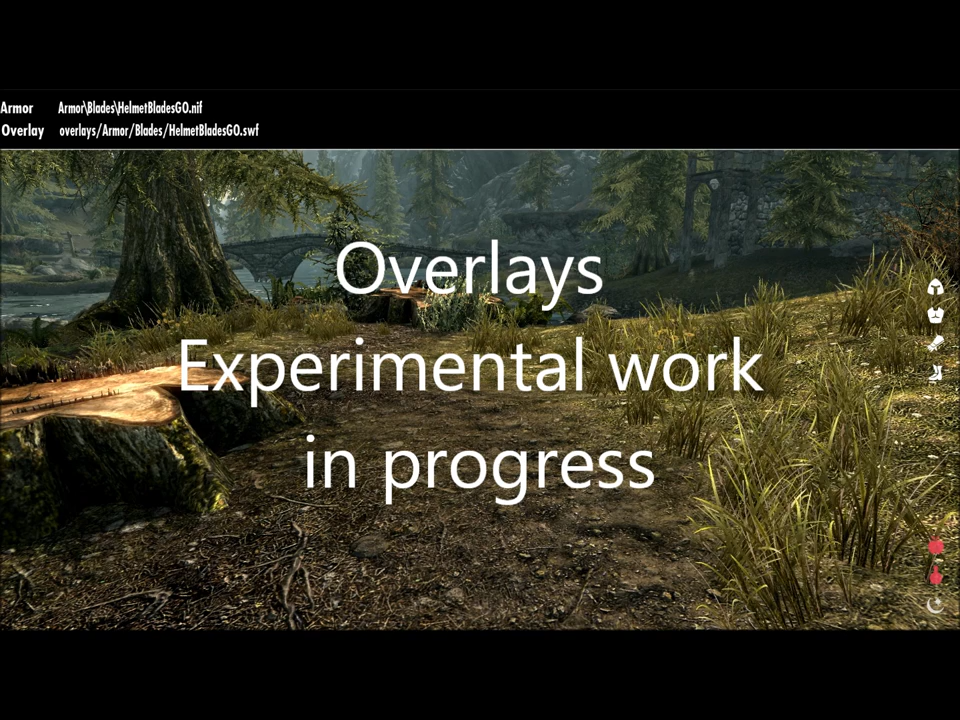 Armor Armor\Blades\HelmetBladesGO.nif
Overlay overlays/Armor/Blades/HelmetBladesGO.swf
Overlays
Experimental work
in progress